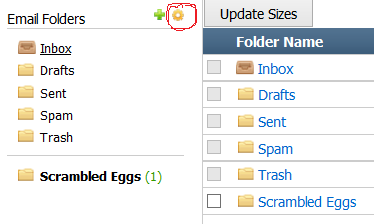 Email Folders
Inbox
Drafts
Sent
Spam
Trash
Scrambled Eggs (1)
Update Sizes
Folder Name
Inbox
Drafts
Sent
Spam
Trash
Scrambled Eggs